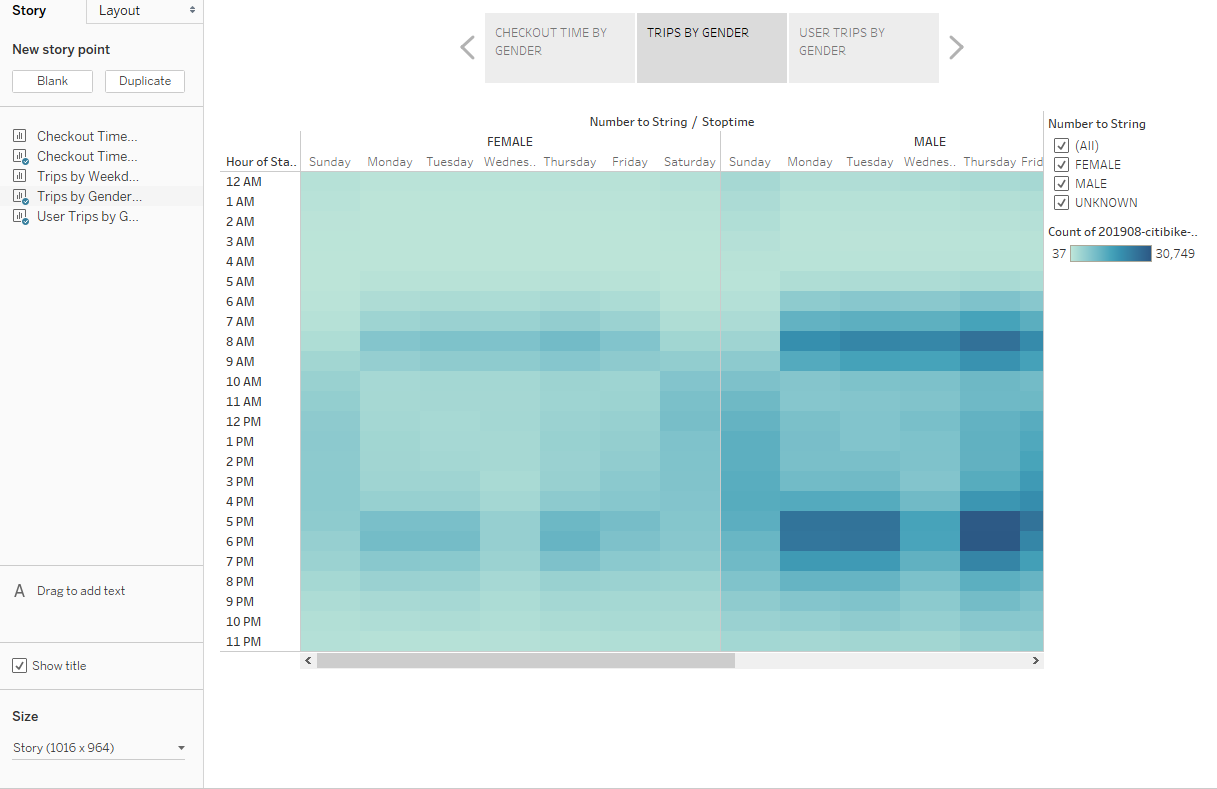 Story
Layout
New story point
Blank
Duplicate
Checkout Time...
Checkout Time...
Trips by Weekd...
Trips by Gender...
User Trips by G...
A Drag to add text
Show title
Size
Story (1016 x 964)
CHECKOUT TIME BY
GENDER
TRIPS BY GENDER
USER TRIPS BY
GENDER
Number to String / Stoptime
FEMALE MALE
Hour of Sta.. Sunday Monday Tuesday Wednes.. Thursday Friday Saturday Sunday Monday Tuesday Wednes.. Thursday Frid
12 AM
1 AM
2 AM
3 AM
4 AM
5 AM
6 AM
7 AM
8 AM
9 AM
10 AM
11 AM
12 PM
1 PM
2 PM
3 PM
4 PM
5 PM
6 PM
7 PM
8 PM
9 PM
10 PM
11 PM
Number to String
(All)
FEMALE
MALE
UNKNOWN
Count of 201908-citibike-..
37 30,749